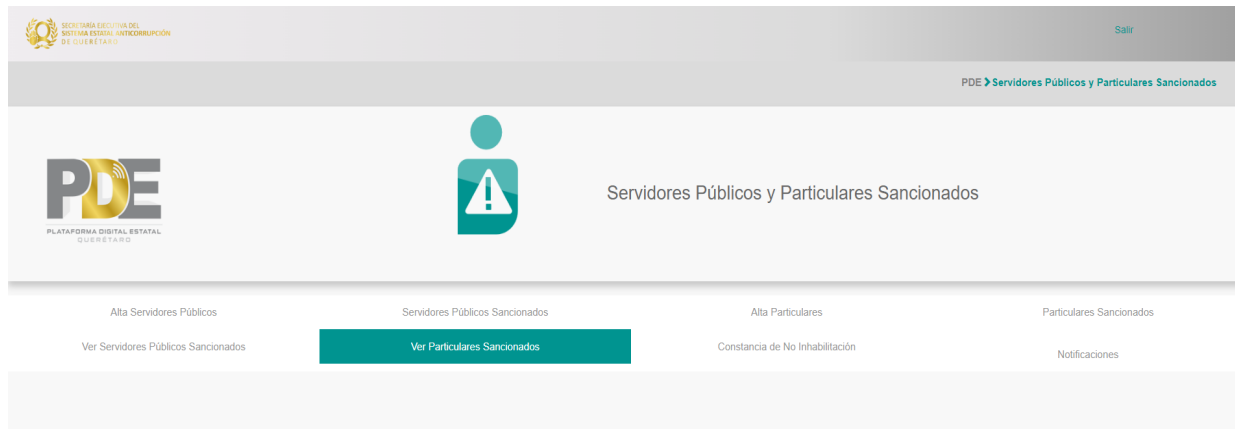 SECRETARÍA EJECUTIVA DEL
SISTEMA ESTATAL ANTICORRUPCIÓN
DE QUERÉTARO
Salir
PDE Servidores Públicos y Particulares Sancionados
PDE
PLATAFORMA DIGITAL ESTATAL
QUERÉTARO
Servidores Públicos y Particulares Sancionados
Alta Servidores Públicos
Servidores Públicos Sancionados
Alta Particulares
Particulares Sancionados
Ver Servidores Públicos Sancionados
Ver Particulares Sancionados
Constancia de No Inhabilitación
Notificaciones